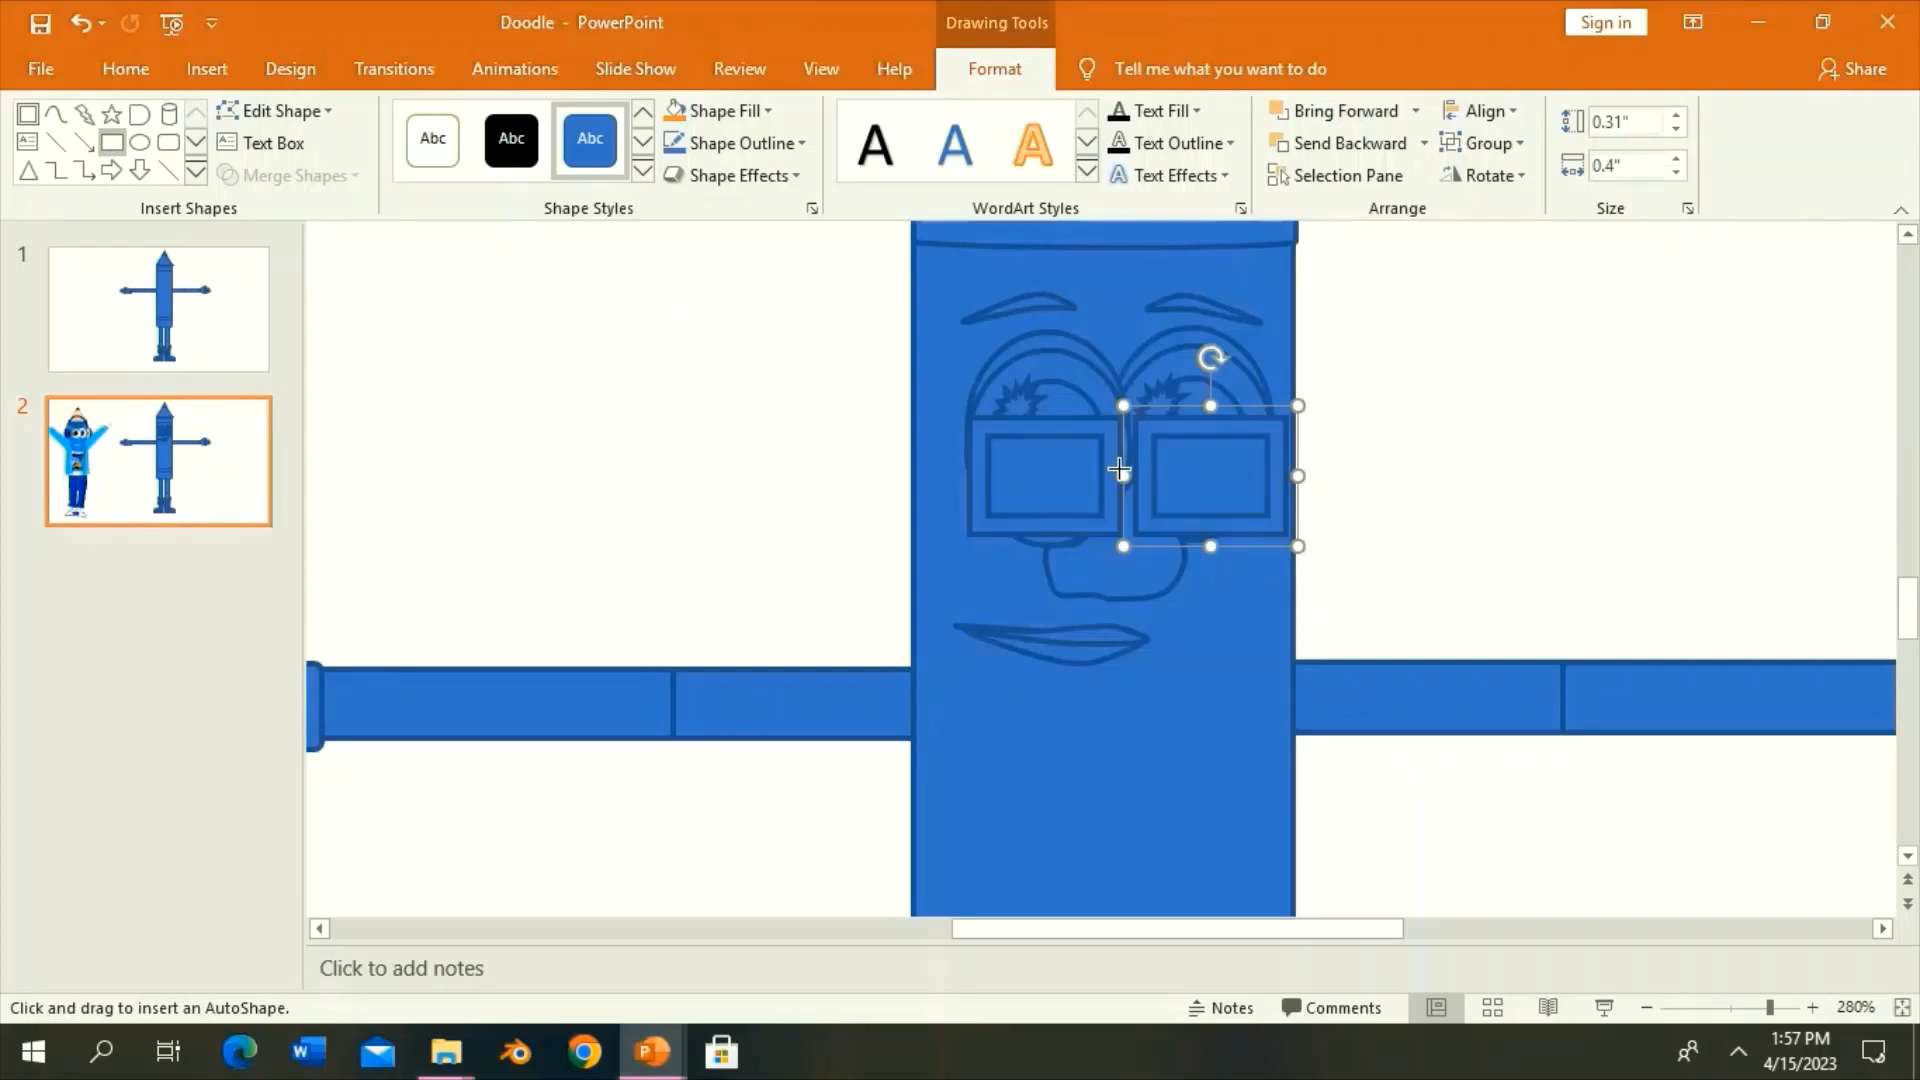 Doodle - PowerPoint
Drawing Tools
Sign in
File Home Insert Design Transitions Animations Slide Show Review View Help Format Tell me what you want to do Share
Edit Shape
Text Box
Merge Shapes
Insert Shapes
Abc Abc Abc
Shape Fill
Shape Outline
Shape Effects
Shape Styles
A A A
Text Fill
Text Outline
Text Effects
WordArt Styles
Bring Forward
Send Backward
Selection Pane
Align
Group
Rotate
Arrange
0.31"
0.4"
Size
1
2
Click to add notes
Click and drag to insert an AutoShape.
Notes Comments 280%
1:57 PM
4/15/2023